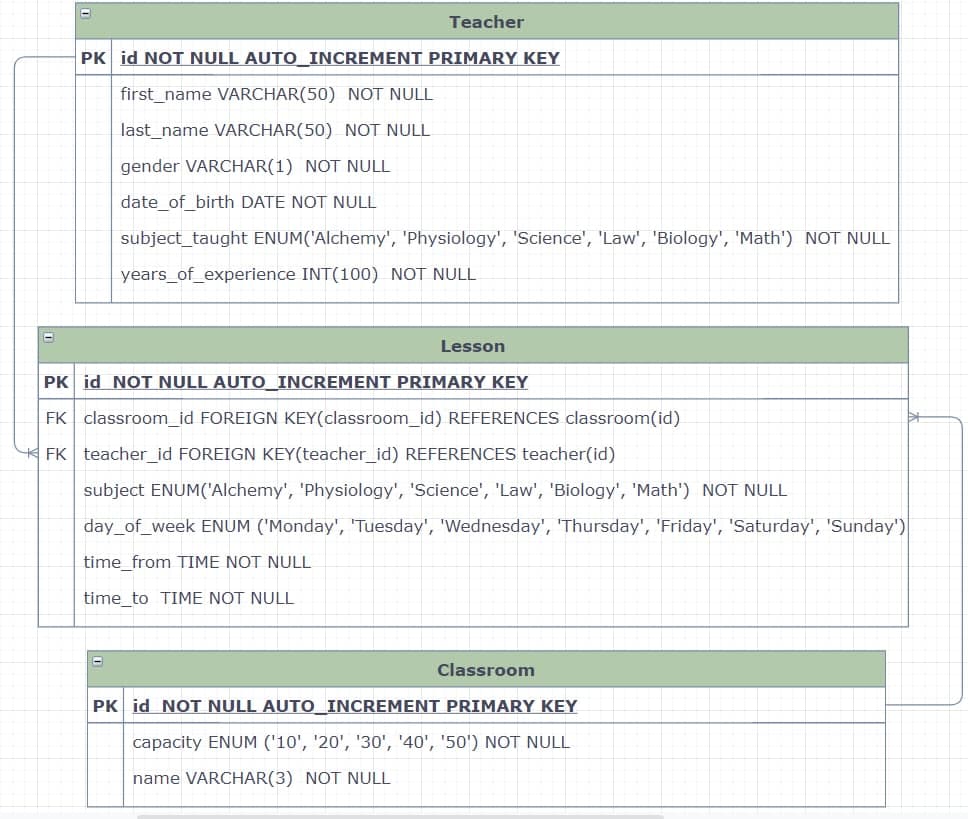 Teacher
PK id NOT NULL AUTO_INCREMENT PRIMARY KEY
first_name VARCHAR(50)  NOT NULL
last_name VARCHAR(50)  NOT NULL
gender VARCHAR(1)  NOT NULL
date_of_birth DATE NOT NULL
subject_taught ENUM('Alchemy', 'Physiology', 'Science', 'Law', 'Biology', 'Math')  NOT NULL
years_of_experience INT(100)  NOT NULL
Lesson
PK id  NOT NULL AUTO_INCREMENT PRIMARY KEY
FK classroom_id FOREIGN KEY(classroom_id) REFERENCES classroom(id)
FK teacher_id FOREIGN KEY(teacher_id) REFERENCES teacher(id)
subject ENUM('Alchemy', 'Physiology', 'Science', 'Law', 'Biology', 'Math')  NOT NULL
day_of_week ENUM ('Monday', 'Tuesday', 'Wednesday', 'Thursday', 'Friday', 'Saturday', 'Sunday')
time_from TIME NOT NULL
time_to  TIME NOT NULL
Classroom
PK id  NOT NULL AUTO_INCREMENT PRIMARY KEY
capacity ENUM ('10', '20', '30', '40', '50') NOT NULL
name VARCHAR(3)  NOT NULL